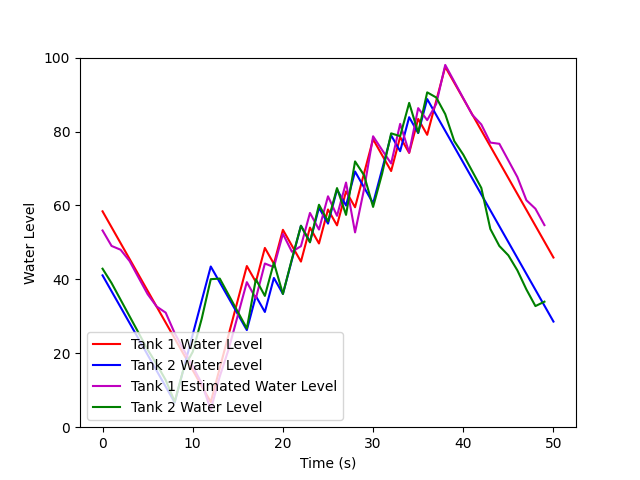 100
80
60
40
20
0
Water Level
Tank 1 Water Level
Tank 2 Water Level
Tank 1 Estimated Water Level
Tank 2 Water Level
0 10 20 30 40 50
Time (s)